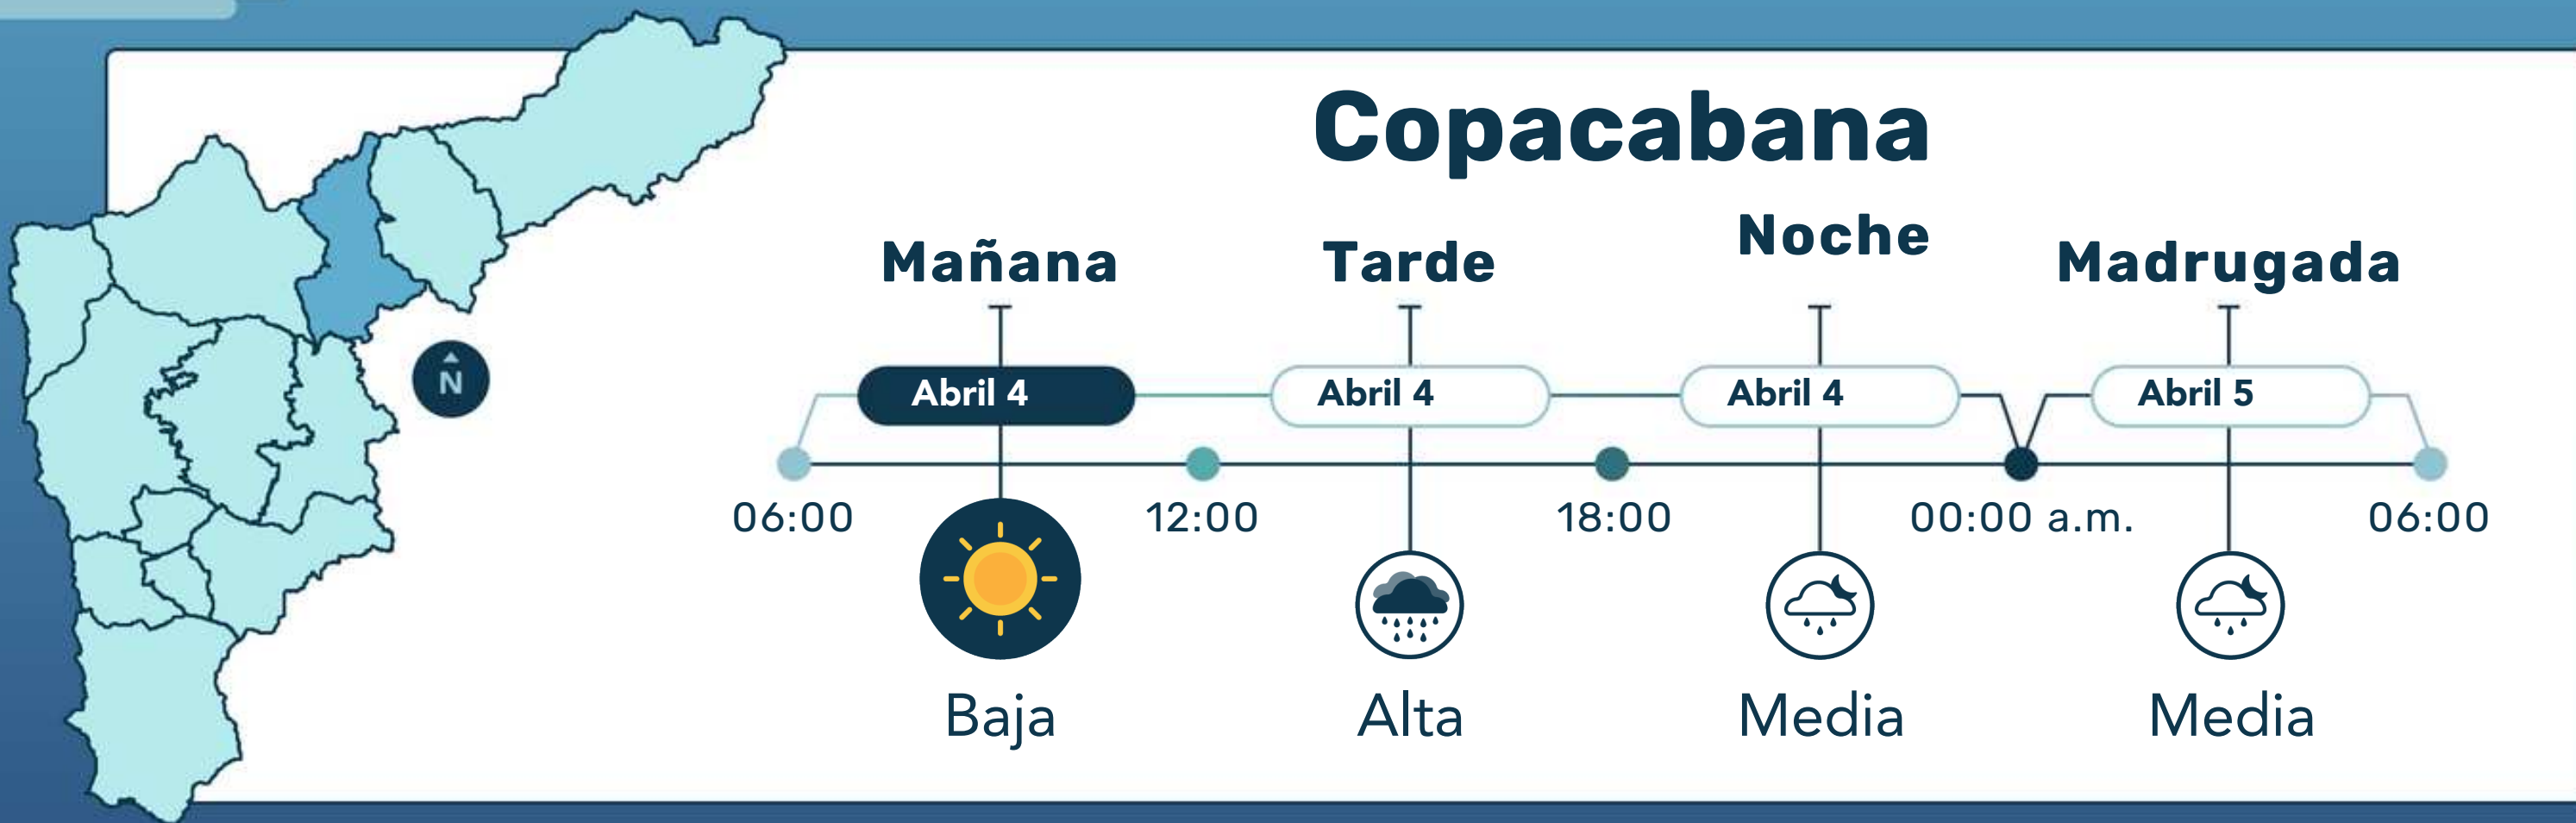 Copacabana
Mañana
Tarde
Noche
Madrugada
Abril 4
Abril 4
Abril 4
Abril 5
N
06:00
12:00
18:00
00:00 a.m.
06:00
Baja
Alta
Media
Media